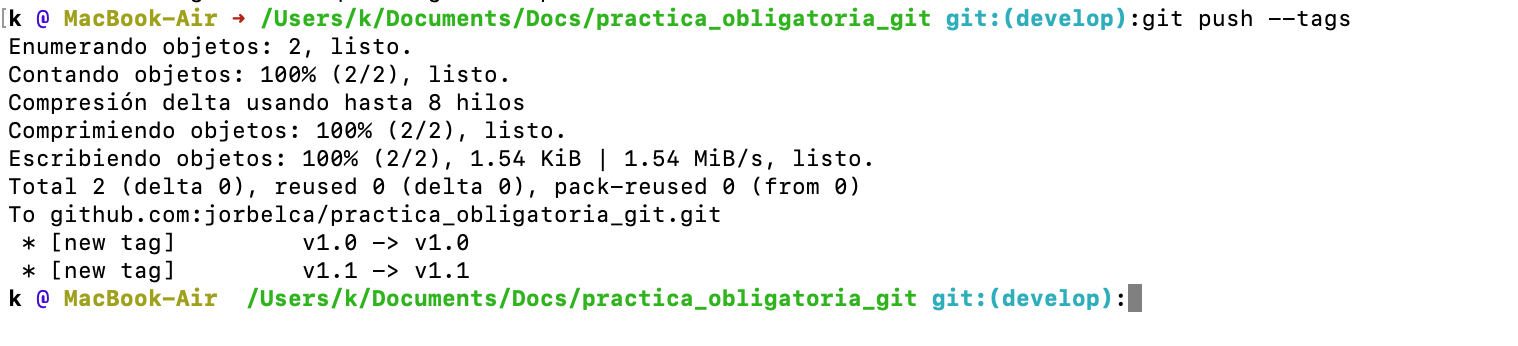 k @ MacBook-Air ➜ /Users/k/Documents/Docs/practica_obligatoria_git git:(develop):git push --tags
Enumerando objetos: 2, listo.
Contando objetos: 100% (2/2), listo.
Compresión delta usando hasta 8 hilos
Comprimiendo objetos: 100% (2/2), listo.
Escribiendo objetos: 100% (2/2), 1.54 KiB | 1.54 MiB/s, listo.
Total 2 (delta 0), reused 0 (delta 0), pack-reused 0 (from 0)
To github.com:jorbelca/practica_obligatoria_git.git
 * [new tag]         v1.0 -> v1.0
 * [new tag]         v1.1 -> v1.1
k @ MacBook-Air  /Users/k/Documents/Docs/practica_obligatoria_git git:(develop):